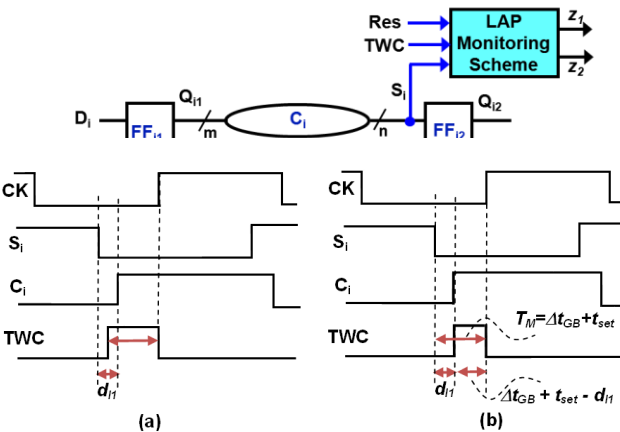 Res
TWC
LAP
Monitoring
Scheme
z1
z2
Si
Di
Qi1
FFi1
m
Ci
n
Qi2
FFi2
CK
Si
Ci
TWC
dl1
(a)
CK
Si
Ci
TWC
TM=ΔtGB+tset
dl1
ΔtGB + tset - dl1
(b)